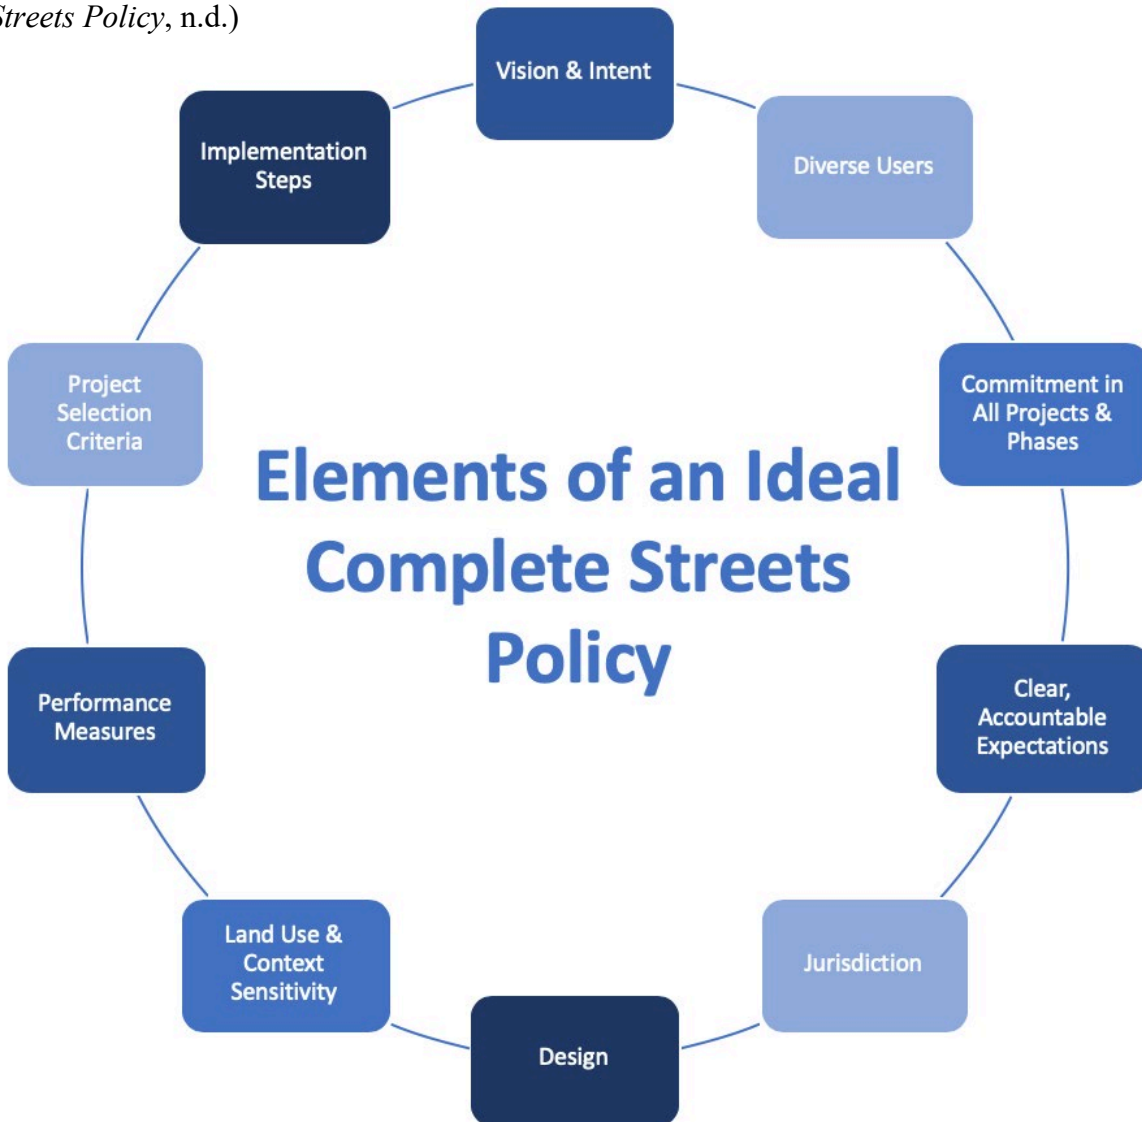 Streets Policy, n.d.)
Vision & Intent
Diverse Users
Commitment in
All Projects &
Phases
Clear,
Accountable
Expectations
Jurisdiction
Design
Land Use &
Context
Sensitivity
Performance
Measures
Project
Selection
Criteria
Implementation
Steps
Elements of an Ideal
Complete Streets
Policy